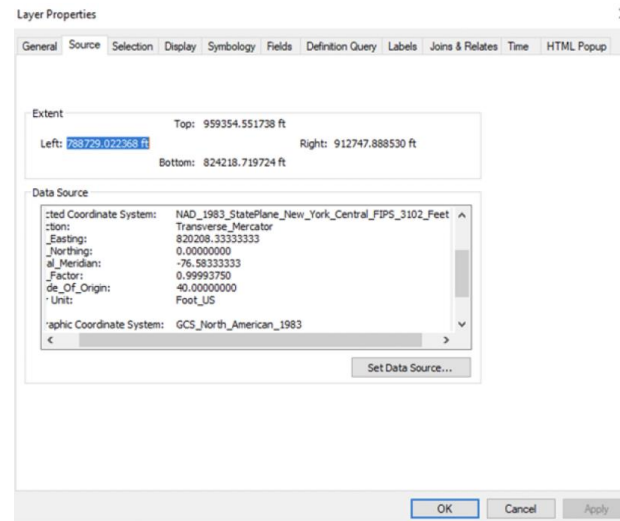 Layer Properties
General Source Selection Display Symbology Fields Definition Query Labels Joins & Relates Time HTML Popup
Extent
Top: 959354.551738 ft
Left: 788729.022368 ft Right: 912747.888530 ft
Bottom: 824218.719724 ft
Data Source
:ted Coordinate System: NAD_1983_StatePlane_New_York_Central_FIPS_3102_Feet
:tion: Transverse_Mercator
_Easting: 820208.33333333
_Northing: 0.00000000
al_Meridian: -76.58333333
_Factor: 0.99993750
de_Of_Origin: 40.00000000
Unit: Foot_US
raphic Coordinate System: GCS_North_American_1983
Set Data Source...
OK Cancel Apply